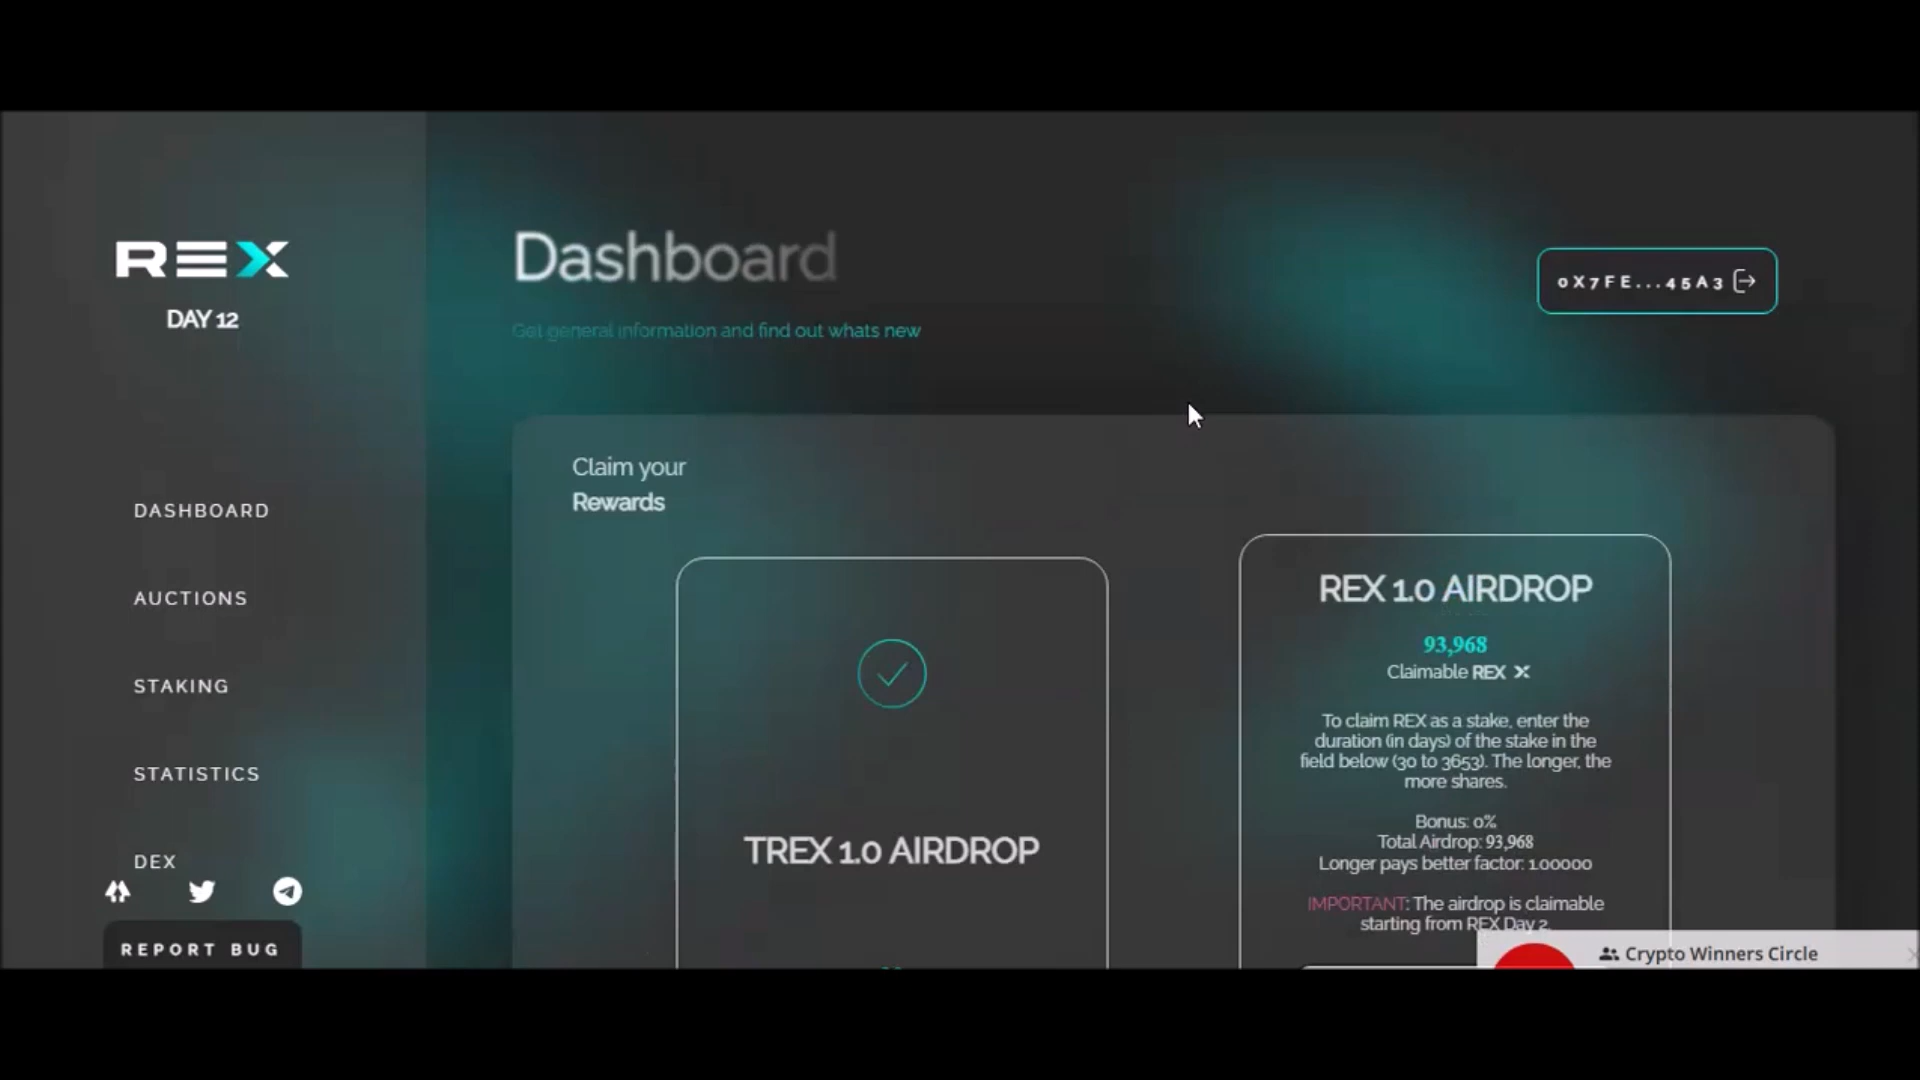 REX
DAY 12
DASHBOARD
AUCTIONS
STAKING
STATISTICS
DEX
REPORT BUG
Dashboard
Get general information and find out whats new
0X7FE...45A3
Claim your
Rewards
TREX 1.0 AIRDROP
REX 1.0 AIRDROP
93,968
Claimable REX
To claim REX as a stake, enter the
duration (in days) of the stake in the
field below (30 to 3653). The longer, the
more shares.
Bonus: 0%
Total Airdrop: 93,968
Longer pays better factor: 1.00000
IMPORTANT: The airdrop is claimable
starting from REX Day 2.
Crypto Winners Circle